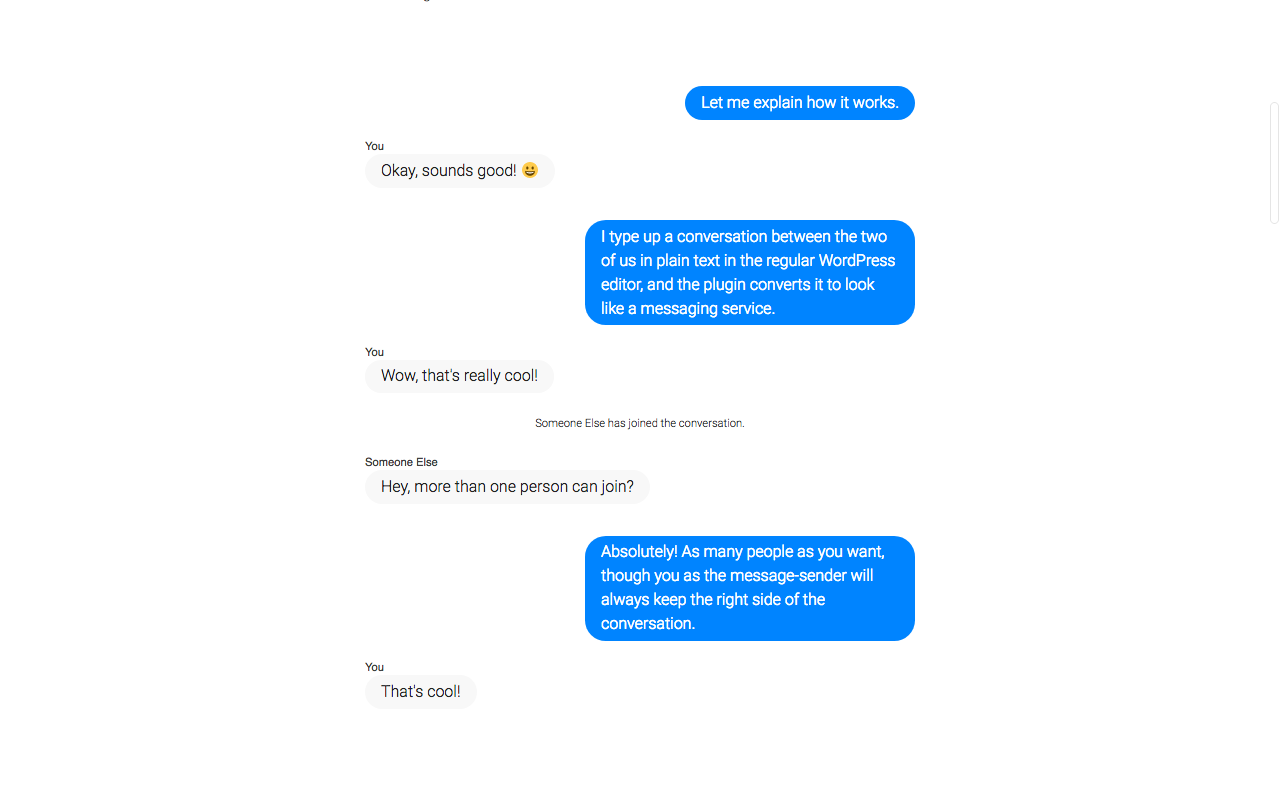 Let me explain how it works.
You
Okay, sounds good! 😀
I type up a conversation between the two
of us in plain text in the regular WordPress
editor, and the plugin converts it to look
like a messaging service.
You
Wow, that's really cool!
Someone Else has joined the conversation.
Someone Else
Hey, more than one person can join?
Absolutely! As many people as you want,
though you as the message-sender will
always keep the right side of the
conversation.
You
That's cool!